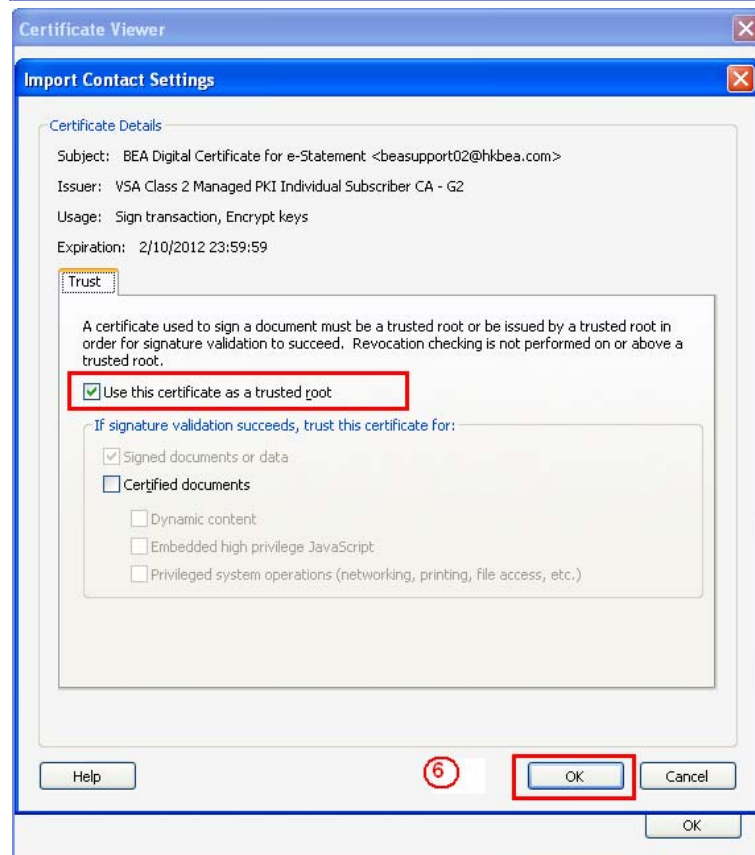 Certificate Viewer
Import Contact Settings
Certificate Details
Subject: BEA Digital Certificate for e-Statement <beasupport02@hkbea.com>
Issuer: VSA Class 2 Managed PKI Individual Subscriber CA - G2
Usage: Sign transaction, Encrypt keys
Expiration: 2/10/2012 23:59:59
Trust
A certificate used to sign a document must be a trusted root or be issued by a trusted root in
order for signature validation to succeed. Revocation checking is not performed on or above a
trusted root.
Use this certificate as a trusted root
If signature validation succeeds, trust this certificate for:
Signed documents or data
Certified documents
Dynamic content
Embedded high privilege JavaScript
Privileged system operations (networking, printing, file access, etc.)
Help 6 OK Cancel
OK